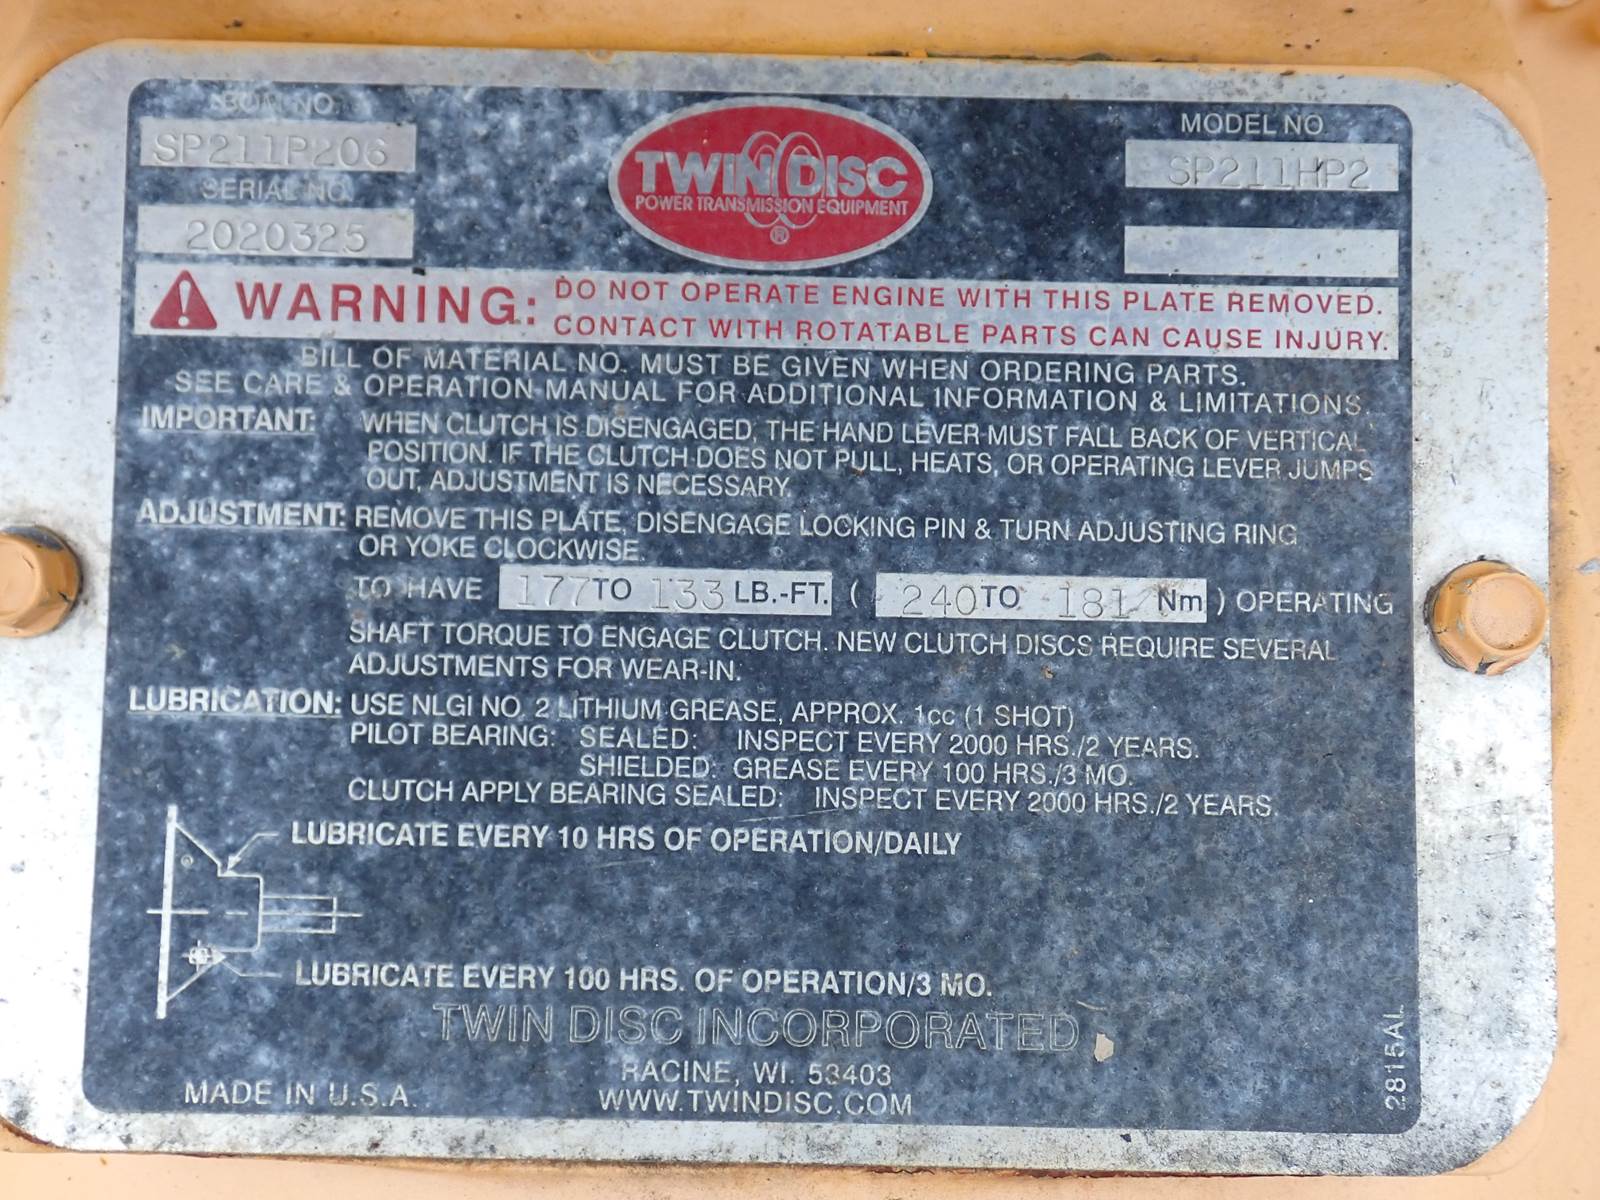 BOM NO.
SP211P206
SERIAL NO.
2020325
TWIN DISC
POWER TRANSMISSION EQUIPMENT
®
MODEL NO
SP211HP2
WARNING: DO NOT OPERATE ENGINE WITH THIS PLATE REMOVED.
CONTACT WITH ROTATABLE PARTS CAN CAUSE INJURY.
BILL OF MATERIAL NO. MUST BE GIVEN WHEN ORDERING PARTS.
SEE CARE & OPERATION MANUAL FOR ADDITIONAL INFORMATION & LIMITATIONS.
IMPORTANT: WHEN CLUTCH IS DISENGAGED, THE HAND LEVER MUST FALL BACK OF VERTICAL
POSITION. IF THE CLUTCH DOES NOT PULL, HEATS, OR OPERATING LEVER JUMPS
OUT, ADJUSTMENT IS NECESSARY.
ADJUSTMENT: REMOVE THIS PLATE, DISENGAGE LOCKING PIN & TURN ADJUSTING RING
OR YOKE CLOCKWISE.
TO HAVE 177 TO 133 LB.-FT. ( 240 TO 181 Nm ) OPERATING
SHAFT TORQUE TO ENGAGE CLUTCH. NEW CLUTCH DISCS REQUIRE SEVERAL
ADJUSTMENTS FOR WEAR-IN.
LUBRICATION: USE NLGI NO. 2 LITHIUM GREASE, APPROX. 1cc (1 SHOT)
PILOT BEARING: SEALED: INSPECT EVERY 2000 HRS./2 YEARS.
SHIELDED: GREASE EVERY 100 HRS./3 MO.
CLUTCH APPLY BEARING SEALED: INSPECT EVERY 2000 HRS./2 YEARS.
LUBRICATE EVERY 10 HRS OF OPERATION/DAILY
LUBRICATE EVERY 100 HRS. OF OPERATION/3 MO.
TWIN DISC INCORPORATED
RACINE, WI. 53403
MADE IN U.S.A.
WWW.TWINDISC.COM
2815AL